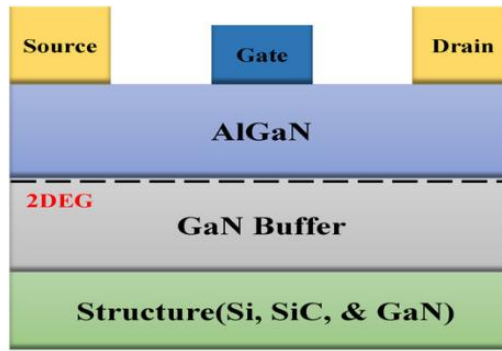 Source
Gate
Drain
AlGaN
2DEG
GaN Buffer
Structure(Si, SiC, & GaN)